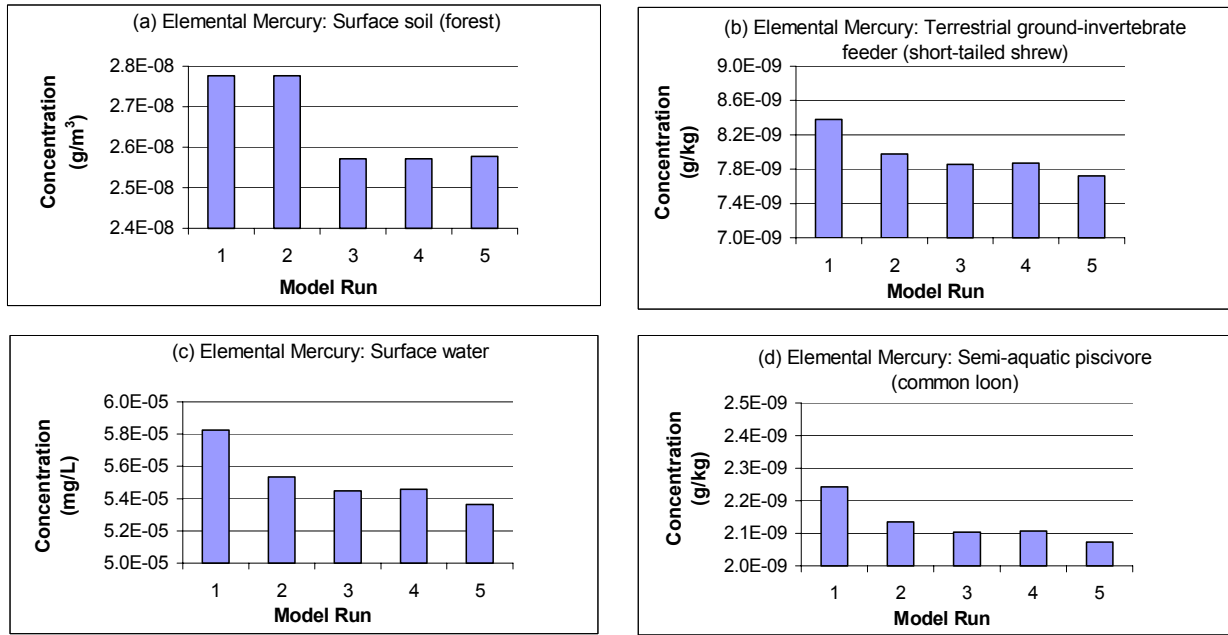 (a) Elemental Mercury: Surface soil (forest)
Concentration
(g/m³)
2.8E-08
2.7E-08
2.6E-08
2.5E-08
2.4E-08
1 2 3 4 5
Model Run
(b) Elemental Mercury: Terrestrial ground-invertebrate
feeder (short-tailed shrew)
Concentration
(g/kg)
9.0E-09
8.6E-09
8.2E-09
7.8E-09
7.4E-09
7.0E-09
1 2 3 4 5
Model Run
(c) Elemental Mercury: Surface water
Concentration
(mg/L)
6.0E-05
5.8E-05
5.6E-05
5.4E-05
5.2E-05
5.0E-05
1 2 3 4 5
Model Run
(d) Elemental Mercury: Semi-aquatic piscivore
(common loon)
Concentration
(g/kg)
2.5E-09
2.4E-09
2.3E-09
2.2E-09
2.1E-09
2.0E-09
1 2 3 4 5
Model Run